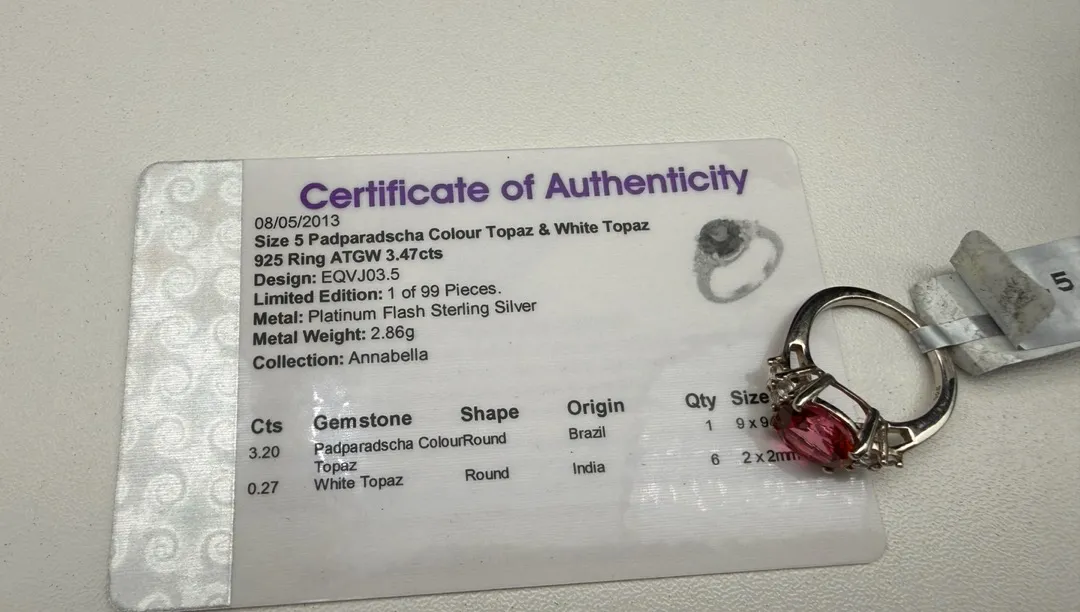 Certificate of Authenticity
08/05/2013
Size 5 Padparadscha Colour Topaz & White Topaz
925 Ring ATGW 3.47cts
Design: EQVJ03.5
Limited Edition: 1 of 99 Pieces.
Metal: Platinum Flash Sterling Silver
Metal Weight: 2.86g
Collection: Annabella
Cts Gemstone Shape Origin Qty Size
3.20 Padparadscha Colour Round Brazil 1 9 x 9
Topaz
0.27 White Topaz Round India 6 2 x 2mm
5